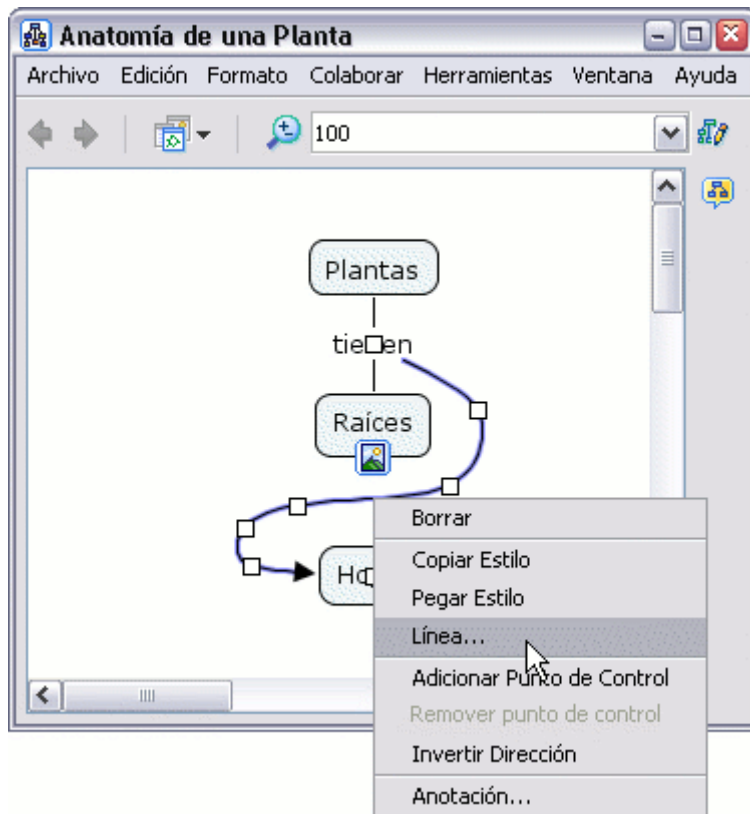 Anatomía de una Planta
Archivo Edición Formato Colaborar Herramientas Ventana Ayuda
100
Plantas
tienen
Raíces
Borrar
Copiar Estilo
Pegar Estilo
Línea...
Adicionar Punto de Control
Remover punto de control
Invertir Dirección
Anotación...